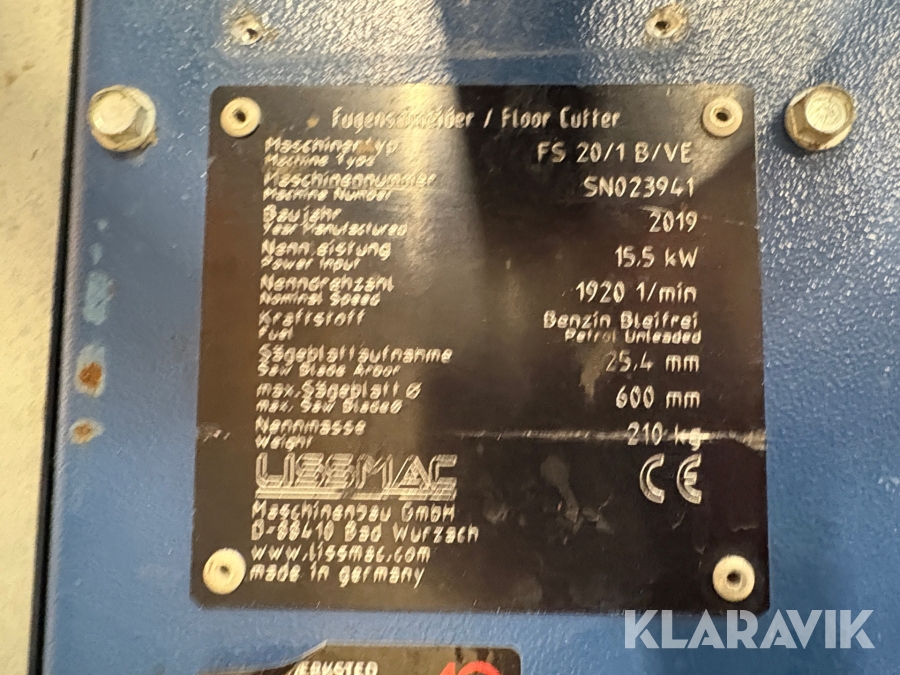 Fugenschneider / Floor Cutter
Maschinentyp
Machine Type
FS 20/1 B/VE
Maschinennummer
Machine Number
SN023941
Baujahr
Year Manufactured
2019
Nennleistung
Power Input
15.5 kW
Nenndrehzahl
Nominal Speed
1920 1/min
Kraftstoff
Fuel
Benzin Bleifrei
Petrol Unleaded
Sägeblattaufnahme
Saw Blade Arbor
25.4 mm
max. Sägeblatt Ø
max. Saw Blade Ø
600 mm
Nennmasse
Weight
210 kg
LISSMAC
CE
Maschinenbau GmbH
D-88410 Bad Wurzach
www.lissmac.com
made in germany
KLARAVIK